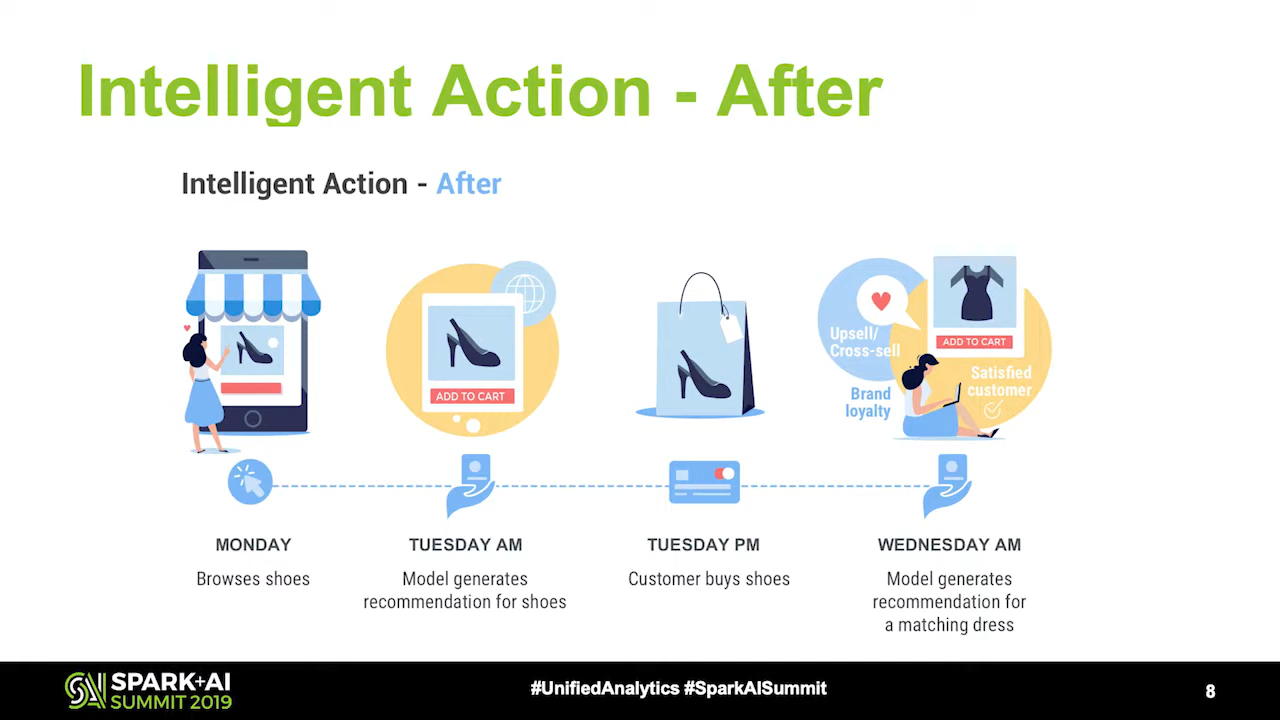 Intelligent Action - After
Intelligent Action - After
ADD TO CART
Upsell/
Cross-sell
Brand
loyalty
ADD TO CART
Satisfied
customer
MONDAY
Browses shoes
TUESDAY AM
Model generates
recommendation for shoes
TUESDAY PM
Customer buys shoes
WEDNESDAY AM
Model generates
recommendation for
a matching dress
SPARK+AI
SUMMIT 2019
#UnifiedAnalytics #SparkAISummit
8